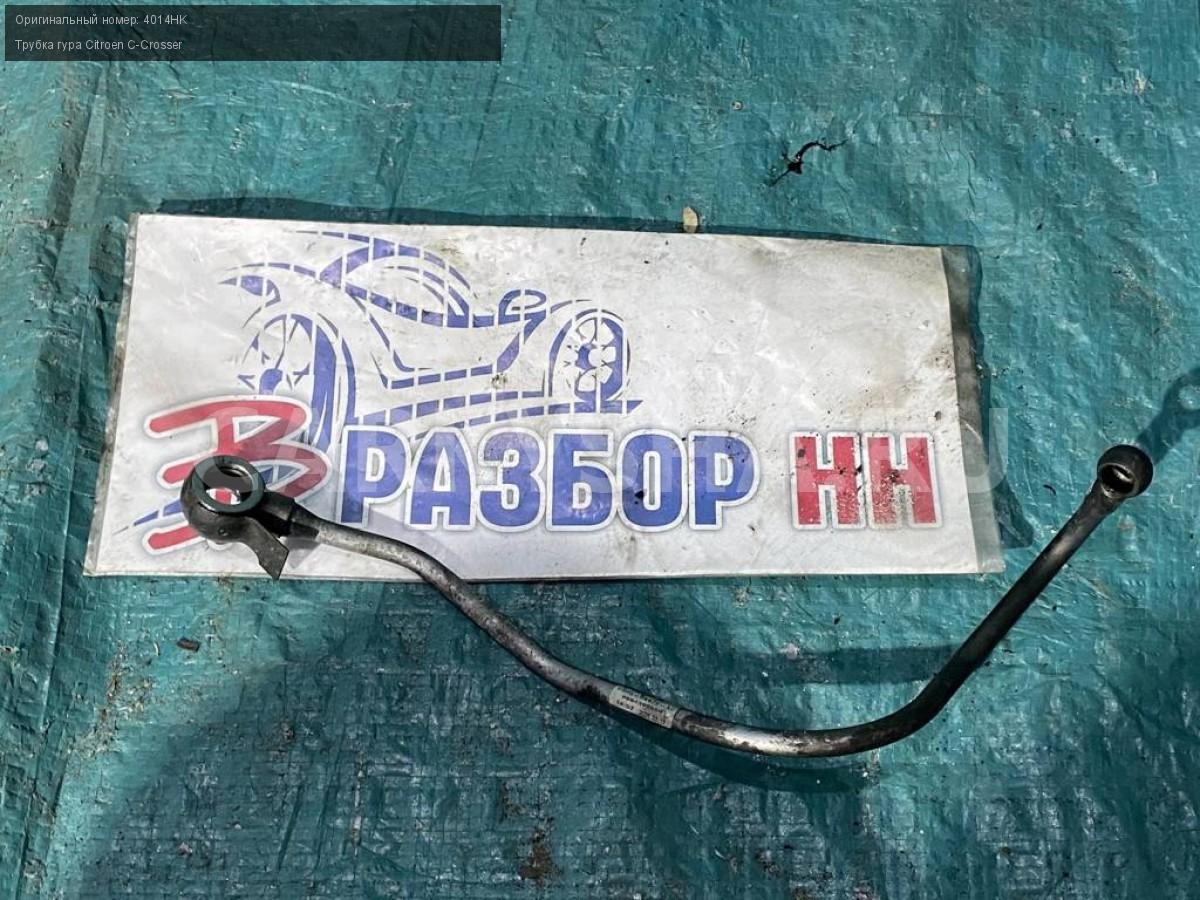 Оригинальный номер: 4014HK
Трубка гура Citroen C-Crosser
В РАЗБОР НН